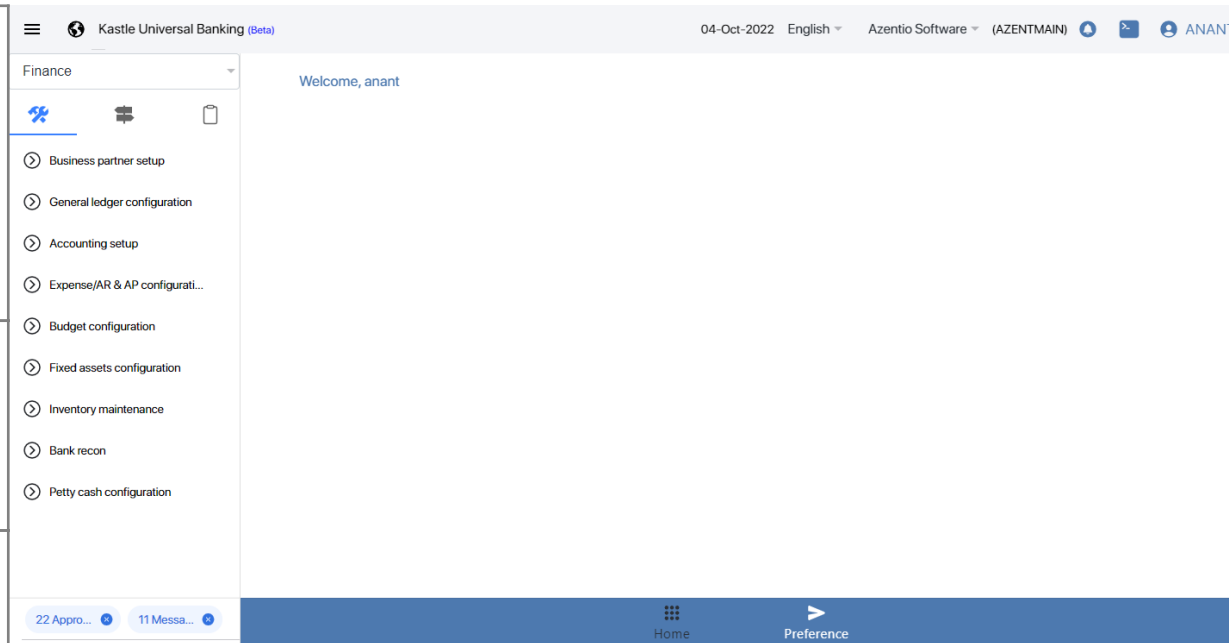 Kastle Universal Banking (Beta) 04-Oct-2022 English Azentio Software (AZENTMAIN) ANANT
Finance
Welcome, anant
Business partner setup
General ledger configuration
Accounting setup
Expense/AR & AP configurati...
Budget configuration
Fixed assets configuration
Inventory maintenance
Bank recon
Petty cash configuration
22 Appro... 11 Messa...
Home Preference